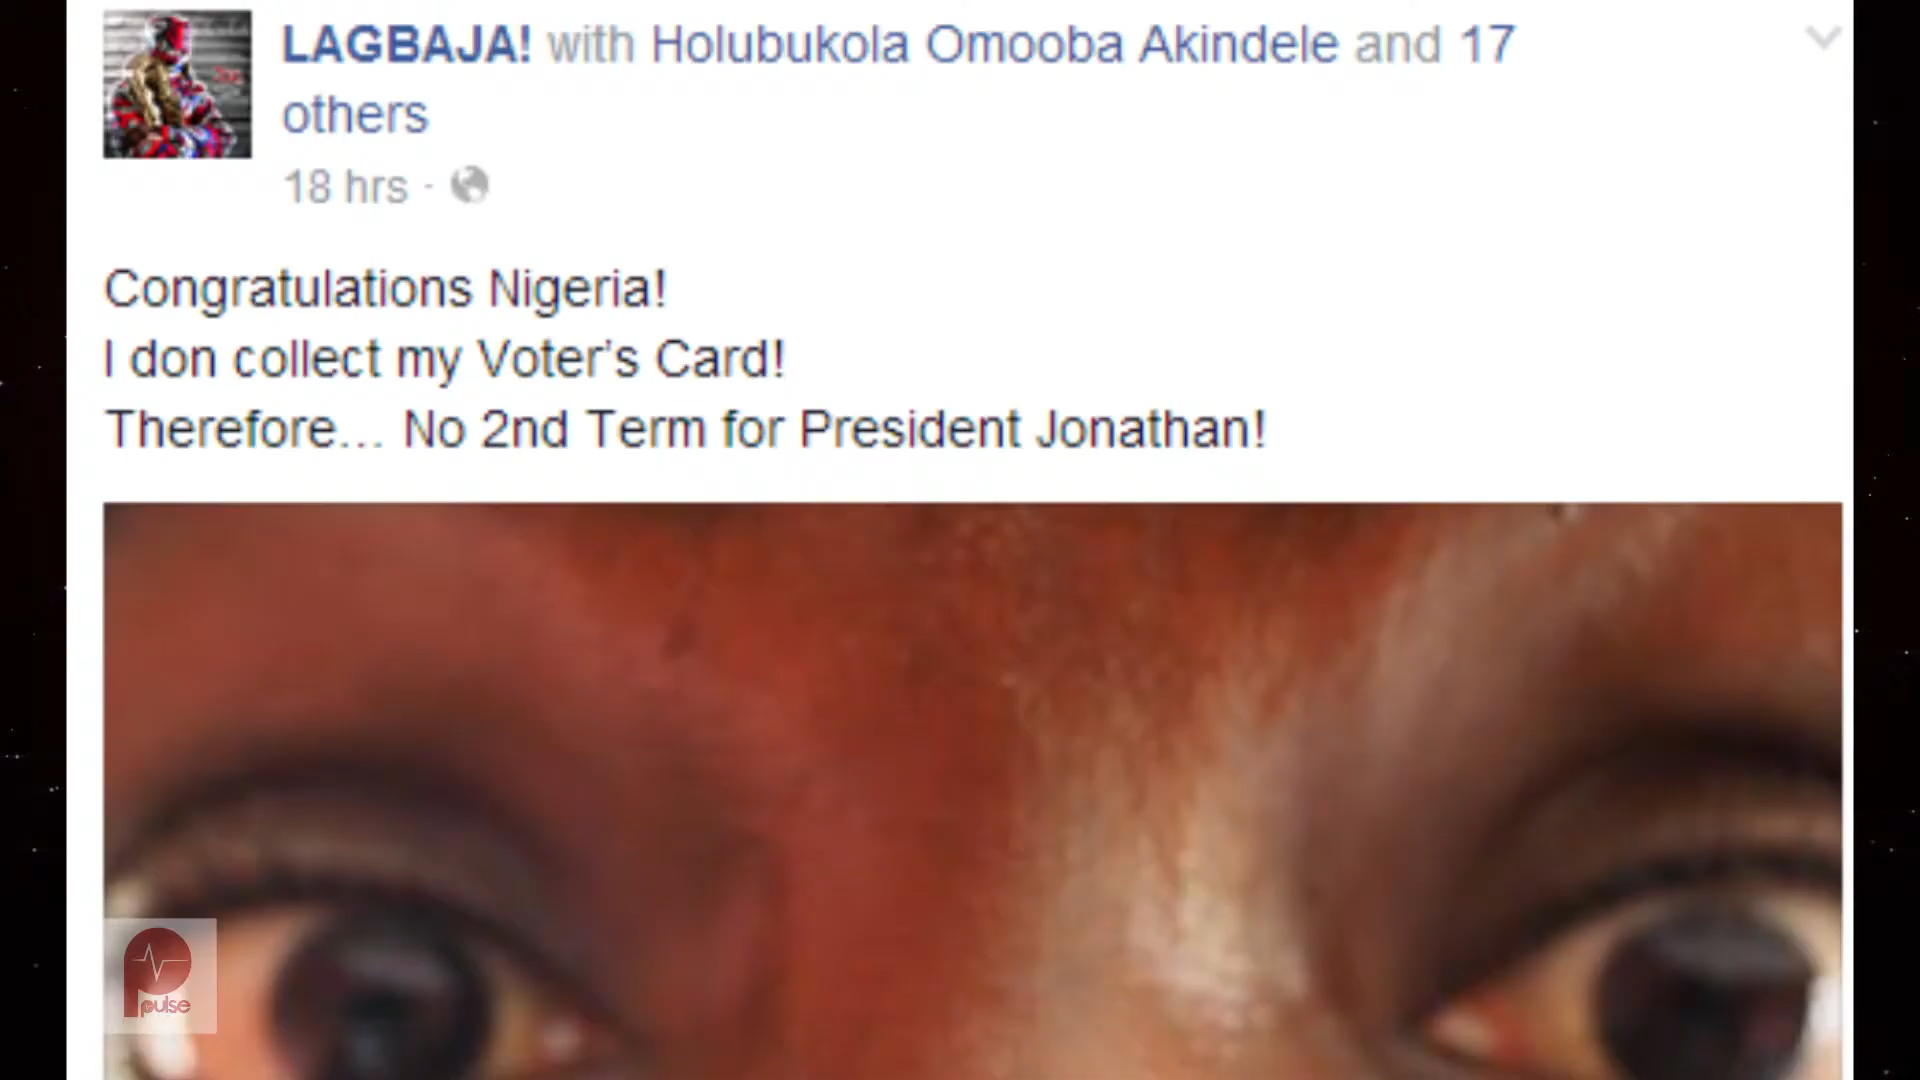 LAGBAJA! with Holubukola Omooba Akindele and 17
others
18 hrs ·
Congratulations Nigeria!
I don collect my Voter’s Card!
Therefore... No 2nd Term for President Jonathan!
pulse